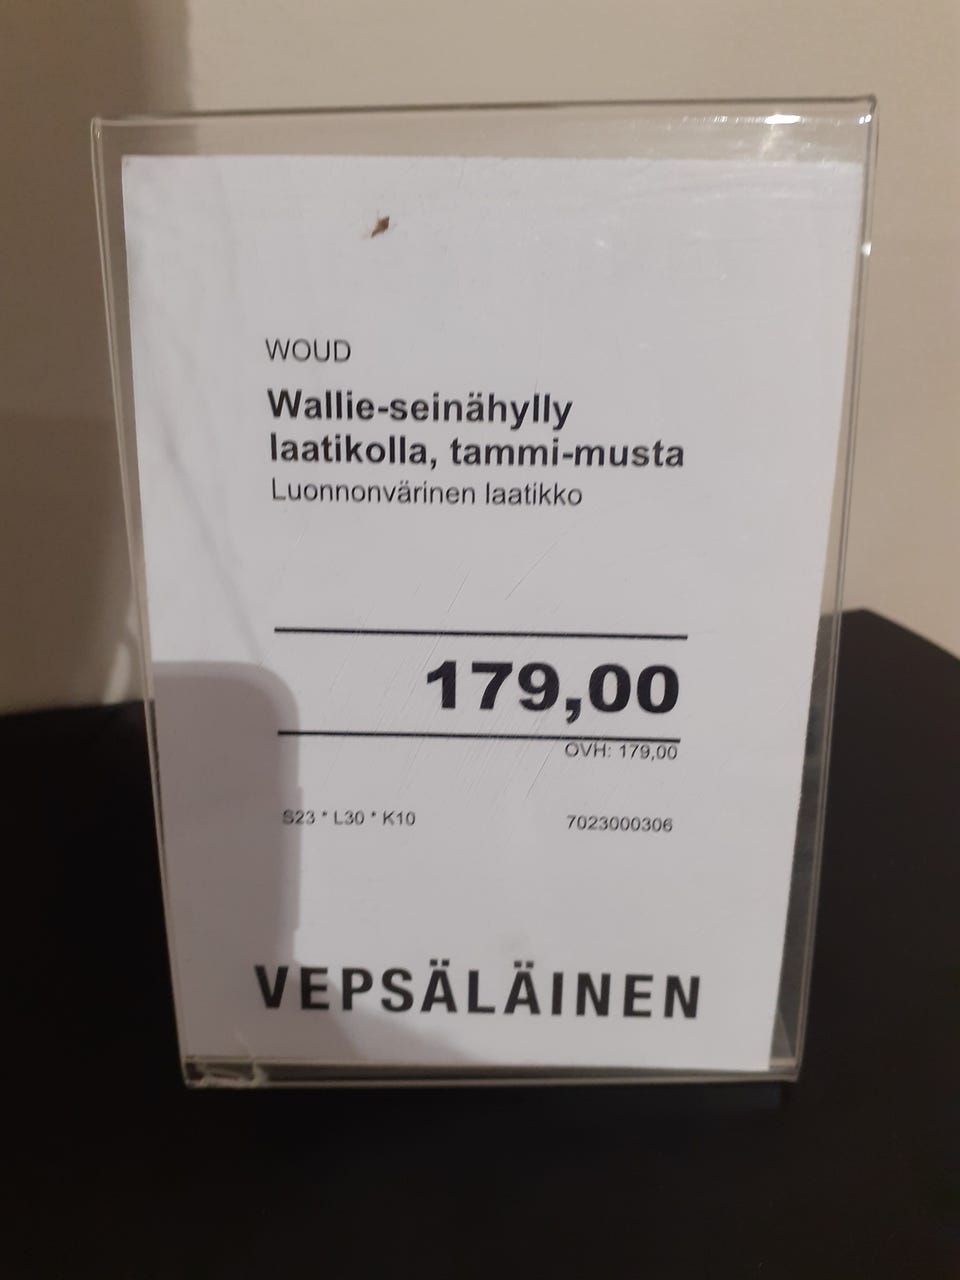 WOUD
Wallie-seinähylly
laatikolla, tammi-musta
Luonnonvärinen laatikko
179,00
OVH: 179,00
S23 * L30 * K10
7023000306
VEPSÄLÄINEN